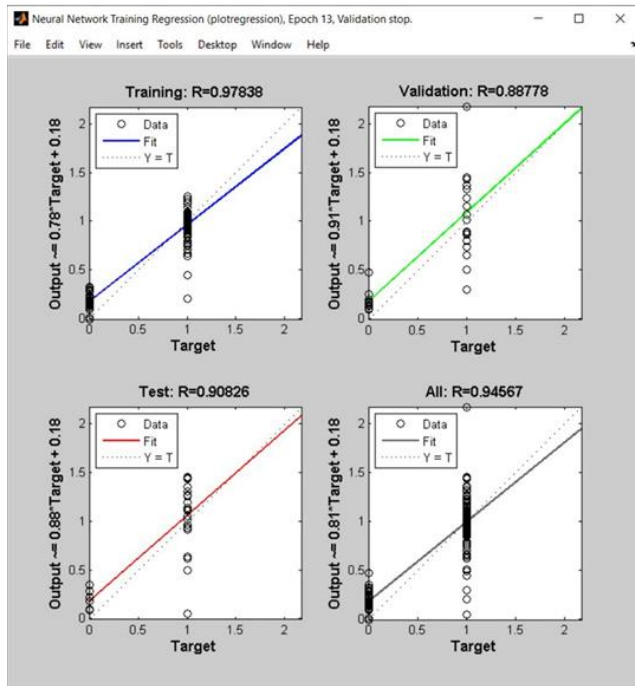 Neural Network Training Regression (plotregression), Epoch 13, Validation stop.
File Edit View Insert Tools Desktop Window Help
Training: R=0.97838
Output ~= 0.78*Target + 0.18
2
1.5
1
0.5
0
Data
Fit
Y = T
0 0.5 1 1.5 2
Target
Validation: R=0.88778
Output ~= 0.91*Target + 0.18
2
1.5
1
0.5
0
Data
Fit
Y = T
0 0.5 1 1.5 2
Target
Test: R=0.90826
Output ~= 0.88*Target + 0.18
2
1.5
1
0.5
0
Data
Fit
Y = T
0 0.5 1 1.5 2
Target
All: R=0.94567
Output ~= 0.81*Target + 0.18
2
1.5
1
0.5
0
Data
Fit
Y = T
0 0.5 1 1.5 2
Target